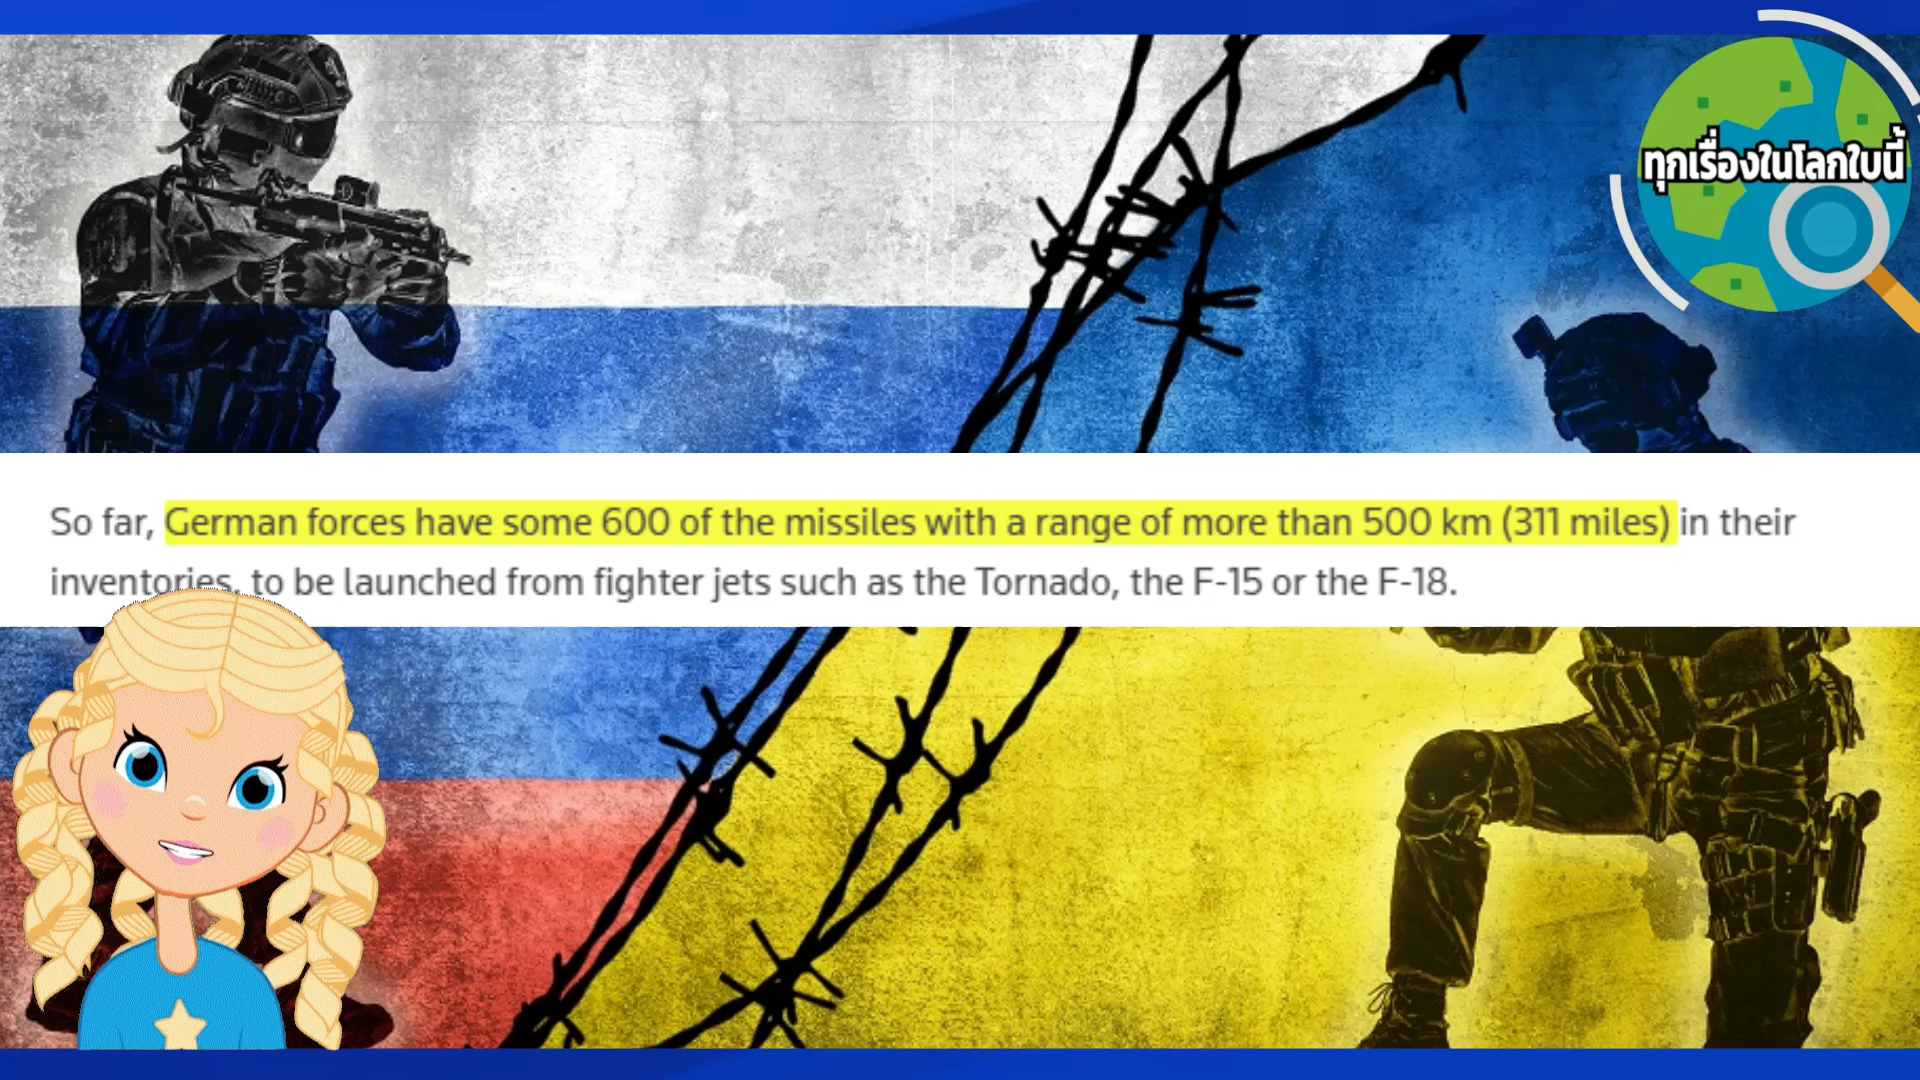 ทุกเรื่องในโลกใบนี้
So far, German forces have some 600 of the missiles with a range of more than 500 km (311 miles) in their
inventories, to be launched from fighter jets such as the Tornado, the F-15 or the F-18.